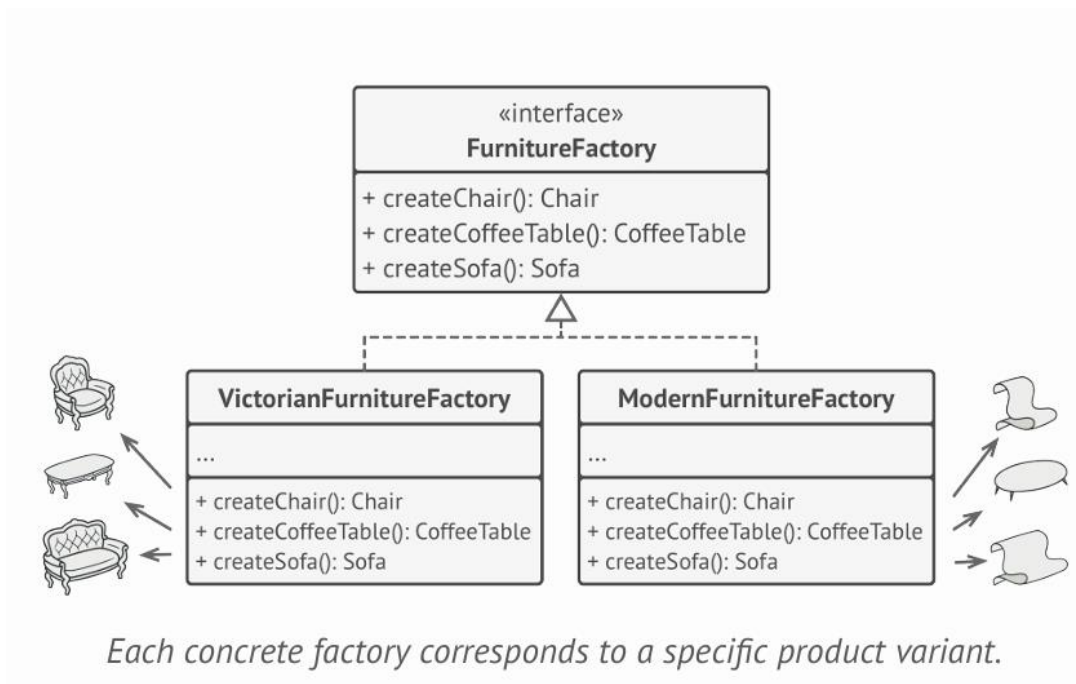 «interface»
FurnitureFactory
+ createChair(): Chair
+ createCoffeeTable(): CoffeeTable
+ createSofa(): Sofa
VictorianFurnitureFactory
...
+ createChair(): Chair
+ createCoffeeTable(): CoffeeTable
+ createSofa(): Sofa
ModernFurnitureFactory
...
+ createChair(): Chair
+ createCoffeeTable(): CoffeeTable
+ createSofa(): Sofa
Each concrete factory corresponds to a specific product variant.